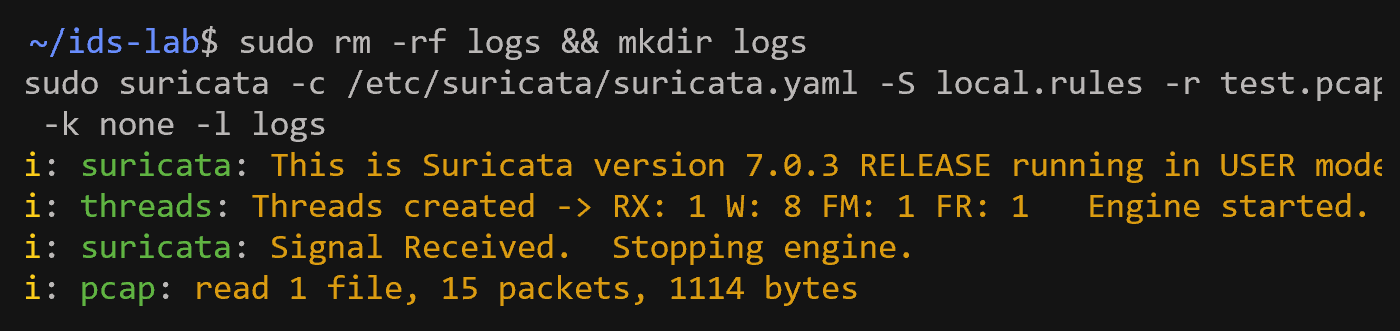 ~/ids-lab$ sudo rm -rf logs && mkdir logs
sudo suricata -c /etc/suricata/suricata.yaml -S local.rules -r test.pcap
 -k none -l logs
i: suricata: This is Suricata version 7.0.3 RELEASE running in USER mode
i: threads: Threads created -> RX: 1 W: 8 FM: 1 FR: 1   Engine started.
i: suricata: Signal Received.  Stopping engine.
i: pcap: read 1 file, 15 packets, 1114 bytes